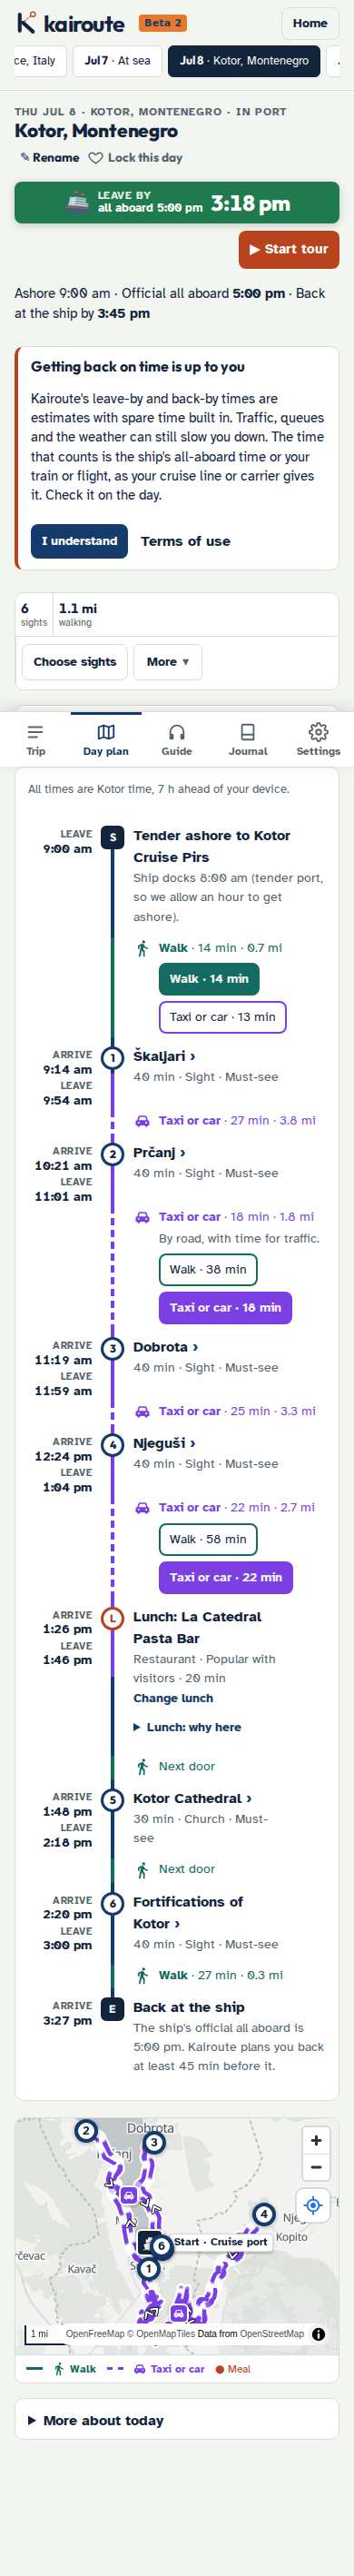 kairoute Beta 2 Home
ce, Italy Jul 7 · At sea Jul 8 · Kotor, Montenegro
THU JUL 8 · KOTOR, MONTENEGRO · IN PORT
Kotor, Montenegro
✎ Rename Lock this day
LEAVE BY
all aboard 5:00 pm 3:18 pm
▶ Start tour
Ashore 9:00 am · Official all aboard 5:00 pm · Back
at the ship by 3:45 pm
Getting back on time is up to you
Kairoute's leave-by and back-by times are
estimates with spare time built in. Traffic, queues
and the weather can still slow you down. The time
that counts is the ship's all-aboard time or your
train or flight, as your cruise line or carrier gives
it. Check it on the day.
I understand Terms of use
6 1.1 mi
sights walking
Choose sights More ▾
Trip Day plan Guide Journal Settings
All times are Kotor time, 7 h ahead of your device.
LEAVE
9:00 am
S
Tender ashore to Kotor
Cruise Pirs
Ship docks 8:00 am (tender port,
so we allow an hour to get
ashore).
Walk · 14 min · 0.7 mi
Walk · 14 min
Taxi or car · 13 min
ARRIVE
9:14 am
LEAVE
9:54 am
1
Škaljari ›
40 min · Sight · Must-see
Taxi or car · 27 min · 3.8 mi
ARRIVE
10:21 am
LEAVE
11:01 am
2
Prčanj ›
40 min · Sight · Must-see
Taxi or car · 18 min · 1.8 mi
By road, with time for traffic.
Walk · 38 min
Taxi or car · 18 min
ARRIVE
11:19 am
LEAVE
11:59 am
3
Dobrota ›
40 min · Sight · Must-see
Taxi or car · 25 min · 3.3 mi
ARRIVE
12:24 pm
LEAVE
1:04 pm
4
Njeguši ›
40 min · Sight · Must-see
Taxi or car · 22 min · 2.7 mi
Walk · 58 min
Taxi or car · 22 min
ARRIVE
1:26 pm
LEAVE
1:46 pm
L
Lunch: La Catedral
Pasta Bar
Restaurant · Popular with
visitors · 20 min
Change lunch
▶ Lunch: why here
Next door
ARRIVE
1:48 pm
LEAVE
2:18 pm
5
Kotor Cathedral ›
30 min · Church · Must-
see
Next door
ARRIVE
2:20 pm
LEAVE
3:00 pm
6
Fortifications of
Kotor ›
40 min · Sight · Must-see
Walk · 27 min · 0.3 mi
ARRIVE
3:27 pm
E
Back at the ship
The ship's official all aboard is
5:00 pm. Kairoute plans you back
at least 45 min before it.
2 Dobrota
3
+
−
4
Kopito
6 Start · Cruise port
rčevac Kavač 1
1 mi OpenFreeMap © OpenMapTiles Data from OpenStreetMap
Walk Taxi or car Meal
▶ More about today